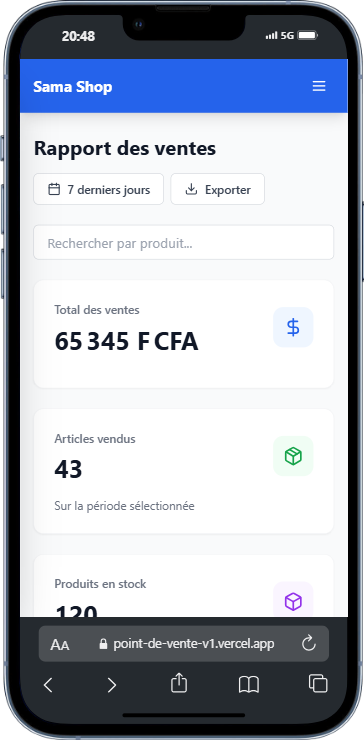 20:48
5G
Sama Shop
Rapport des ventes
7 derniers jours
Exporter
Rechercher par produit...
Total des ventes
65 345 F CFA
$
Articles vendus
43
Sur la période sélectionnée
Produits en stock
120
AA
point-de-vente-v1.vercel.app